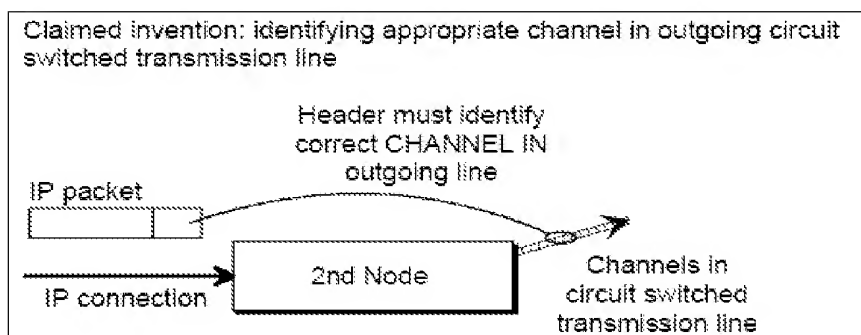 Claimed invention: identifying appropriate channel in outgoing circuit
switched transmission line
Header must identify
correct CHANNEL IN
outgoing line
IP packet
2nd Node
IP connection
Channels in
circuit switched
transmission line